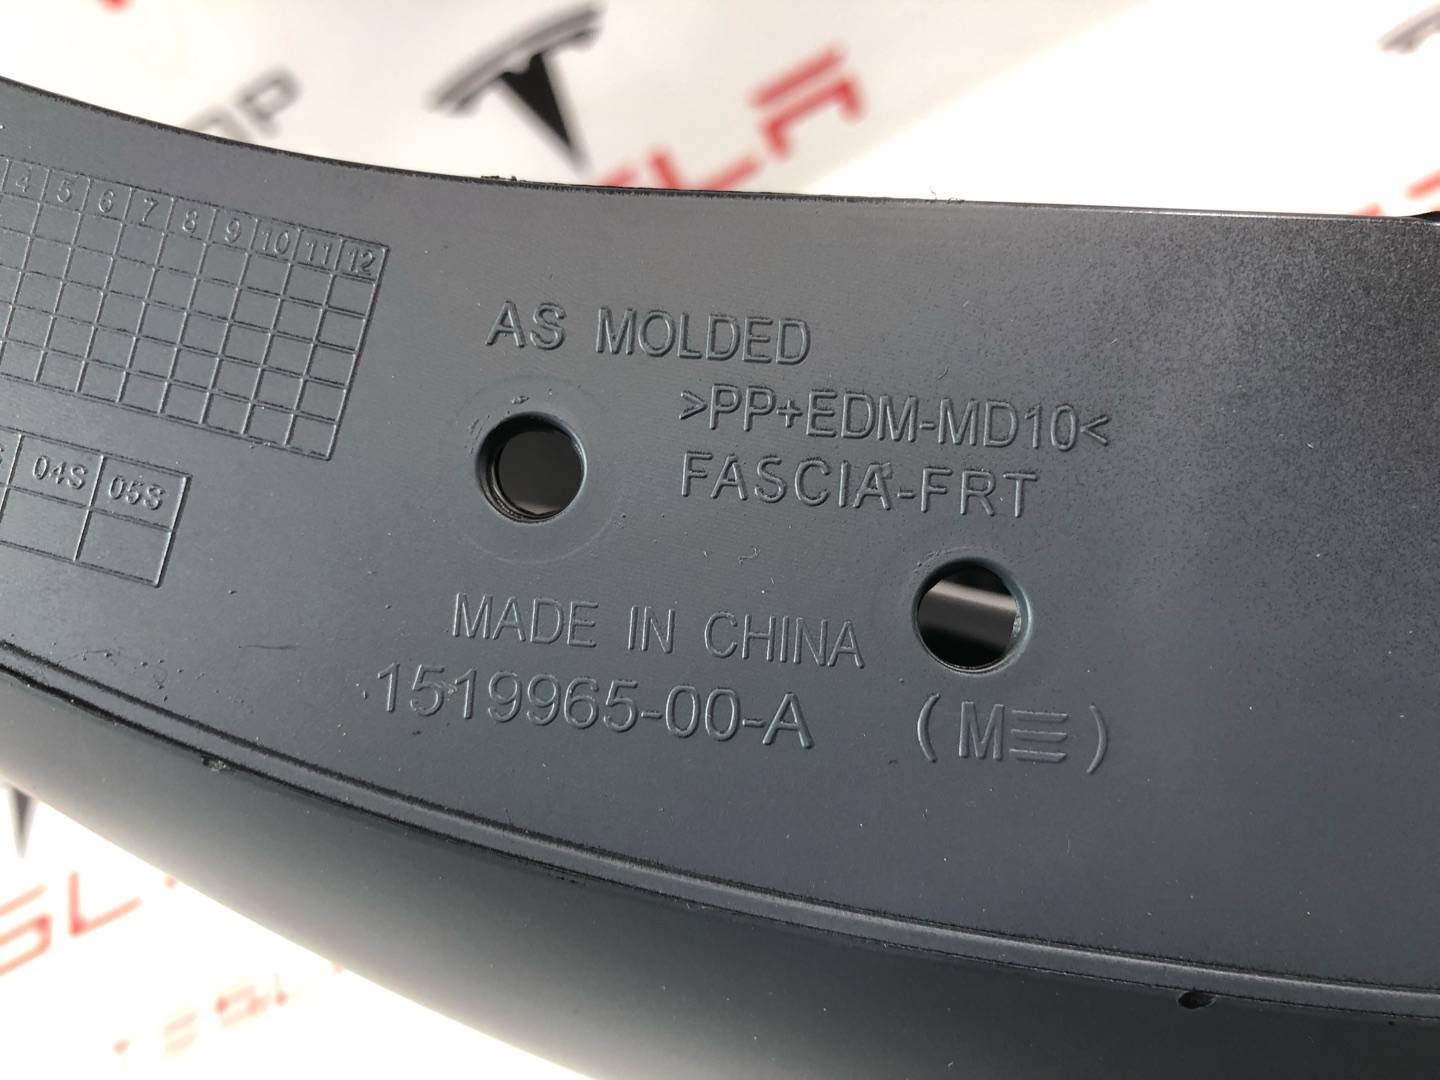 4 5 6 7 8 9 10 11 12
AS MOLDED
>PP+EDM-MD10<
FASCIA-FRT
04S 05S
MADE IN CHINA
1519965-00-A (M☰)